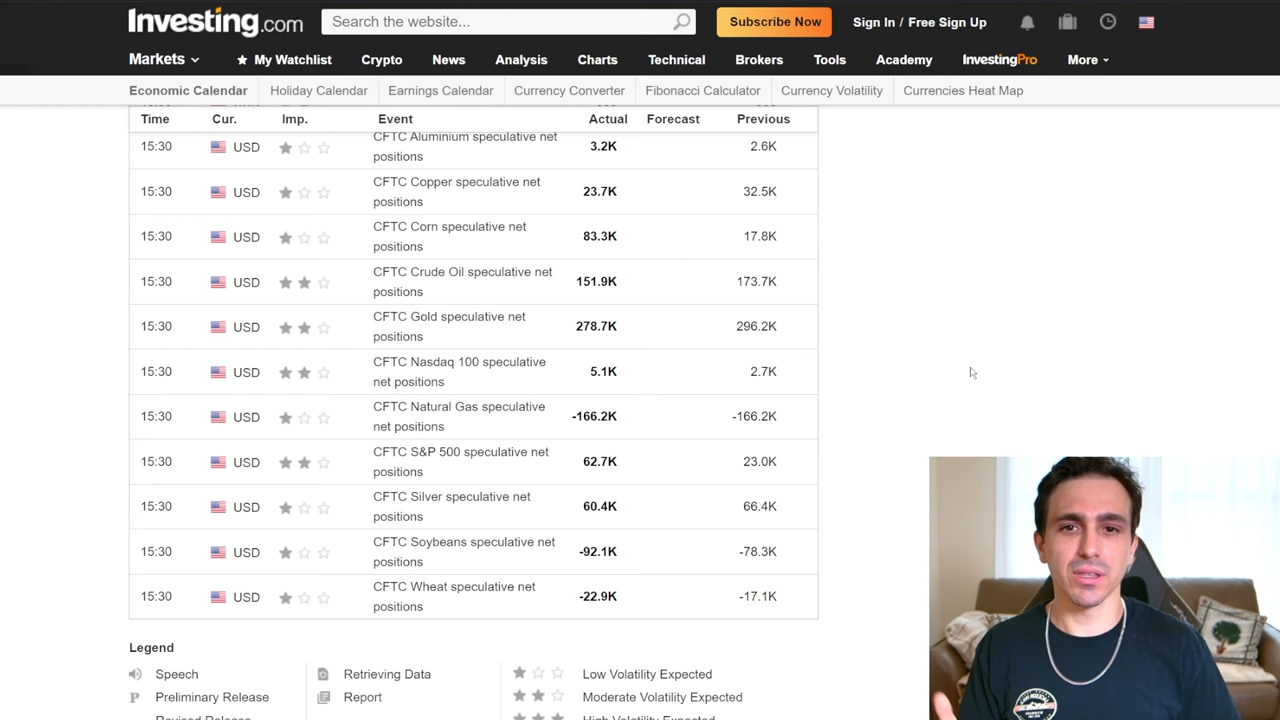 Investing.com
Search the website...
Subscribe Now
Sign In / Free Sign Up
Markets
My Watchlist
Crypto
News
Analysis
Charts
Technical
Brokers
Tools
Academy
InvestingPro
More
Economic Calendar
Holiday Calendar
Earnings Calendar
Currency Converter
Fibonacci Calculator
Currency Volatility
Currencies Heat Map
Time Cur. Imp. Event Actual Forecast Previous
CFTC Aluminium speculative net
15:30 USD 3.2K 2.6K
positions
CFTC Copper speculative net
15:30 USD 23.7K 32.5K
positions
CFTC Corn speculative net
15:30 USD 83.3K 17.8K
positions
CFTC Crude Oil speculative net
15:30 USD 151.9K 173.7K
positions
CFTC Gold speculative net
15:30 USD 278.7K 296.2K
positions
CFTC Nasdaq 100 speculative
15:30 USD 5.1K 2.7K
net positions
CFTC Natural Gas speculative
15:30 USD -166.2K -166.2K
net positions
CFTC S&P 500 speculative net
15:30 USD 62.7K 23.0K
positions
CFTC Silver speculative net
15:30 USD 60.4K 66.4K
positions
CFTC Soybeans speculative net
15:30 USD -92.1K -78.3K
positions
CFTC Wheat speculative net
15:30 USD -22.9K -17.1K
positions
Legend
Speech
Retrieving Data
Low Volatility Expected
P Preliminary Release
Report
Moderate Volatility Expected
Revised Release
High Volatility Expected